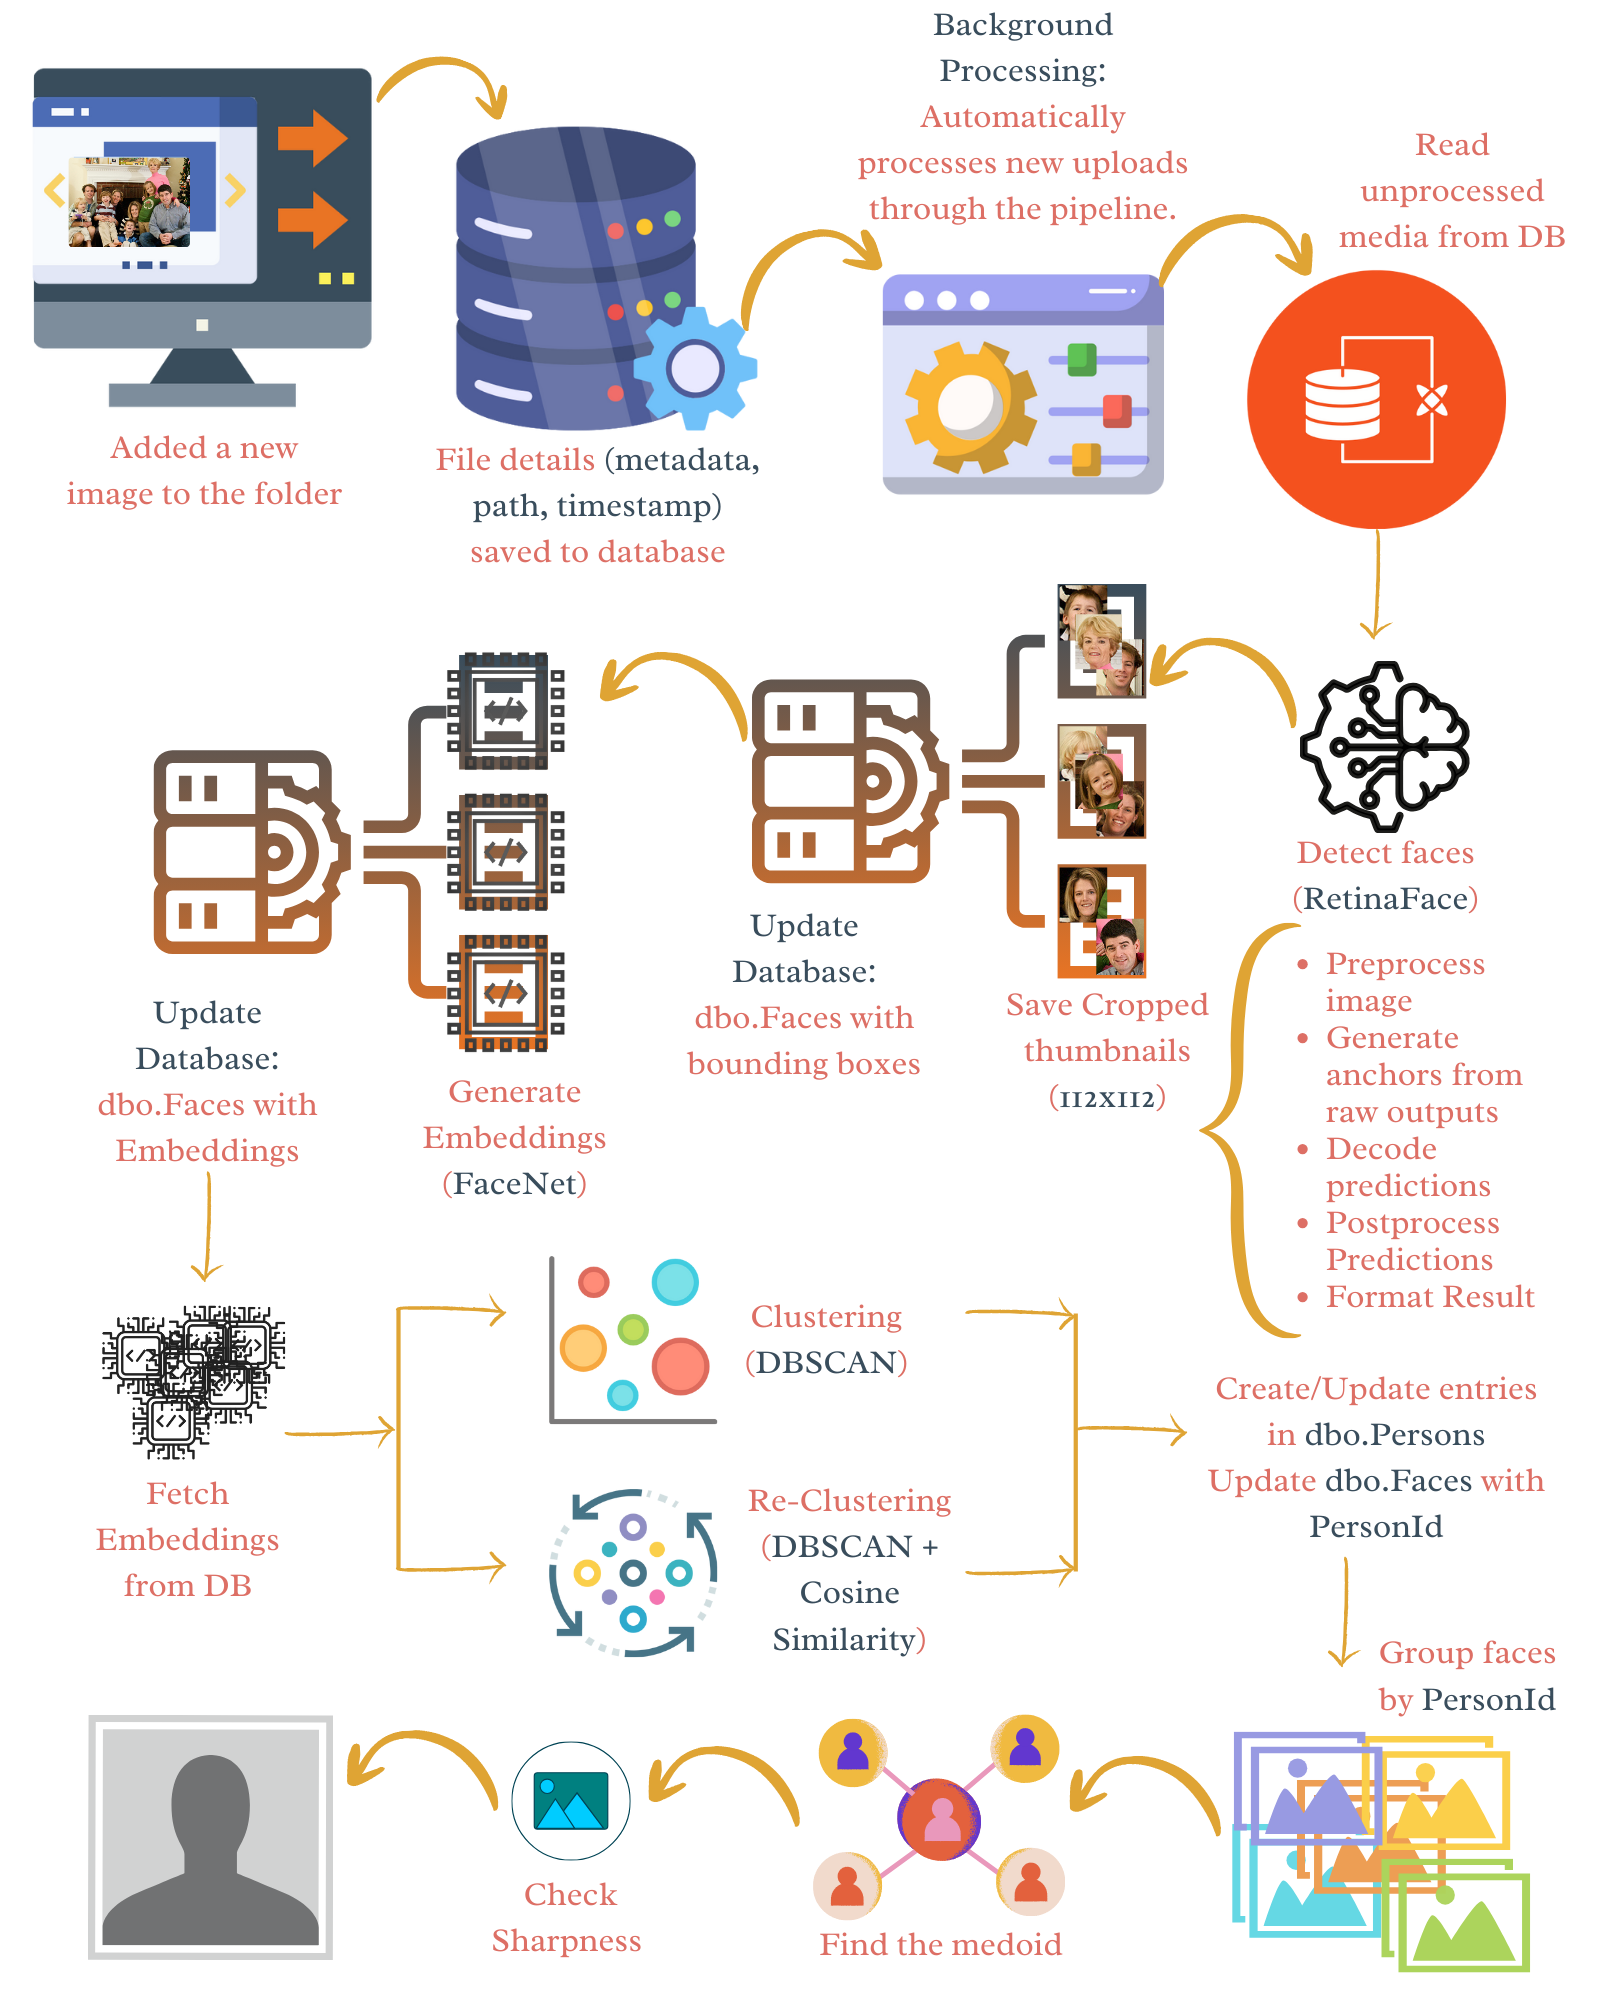 Added a new
image to the folder
File details (metadata,
path, timestamp)
saved to database
Background
Processing:
Automatically
processes new uploads
through the pipeline.
Read
unprocessed
media from DB
Detect faces
(RetinaFace)
• Preprocess
image
• Generate
anchors from
raw outputs
• Decode
predictions
• Postprocess
Predictions
• Format Result
Save Cropped
thumbnails
(112x112)
Update
Database:
dbo.Faces with
bounding boxes
Generate
Embeddings
(FaceNet)
Update
Database:
dbo.Faces with
Embeddings
Fetch
Embeddings
from DB
Clustering
(DBSCAN)
Re-Clustering
(DBSCAN +
Cosine
Similarity)
Create/Update entries
in dbo.Persons
Update dbo.Faces with
PersonId
Group faces
by PersonId
Find the medoid
Check
Sharpness